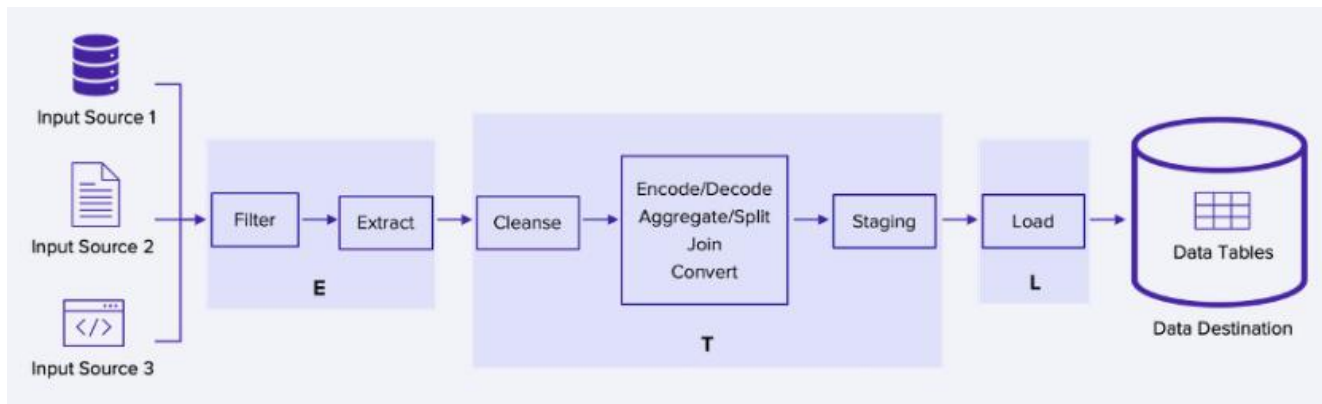 Input Source 1
Input Source 2
Input Source 3
Filter
Extract
E
Cleanse
Encode/Decode
Aggregate/Split
Join
Convert
Staging
T
Load
L
Data Tables
Data Destination